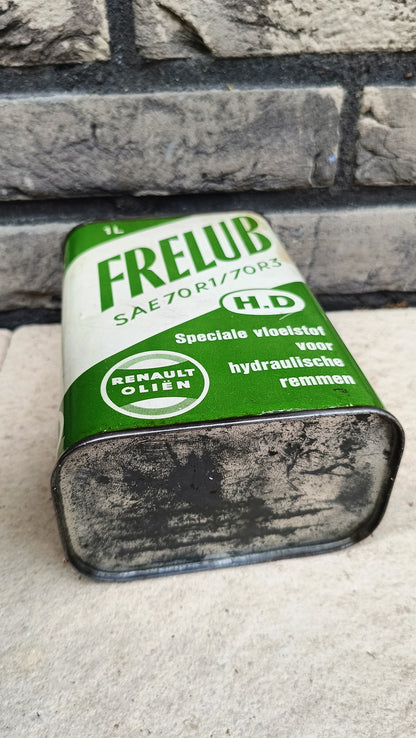 1L
FRELUB
SAE70R1/70R3
H.D
Speciale vloeistof
voor
hydraulische
remmen
RENAULT
OLIËN